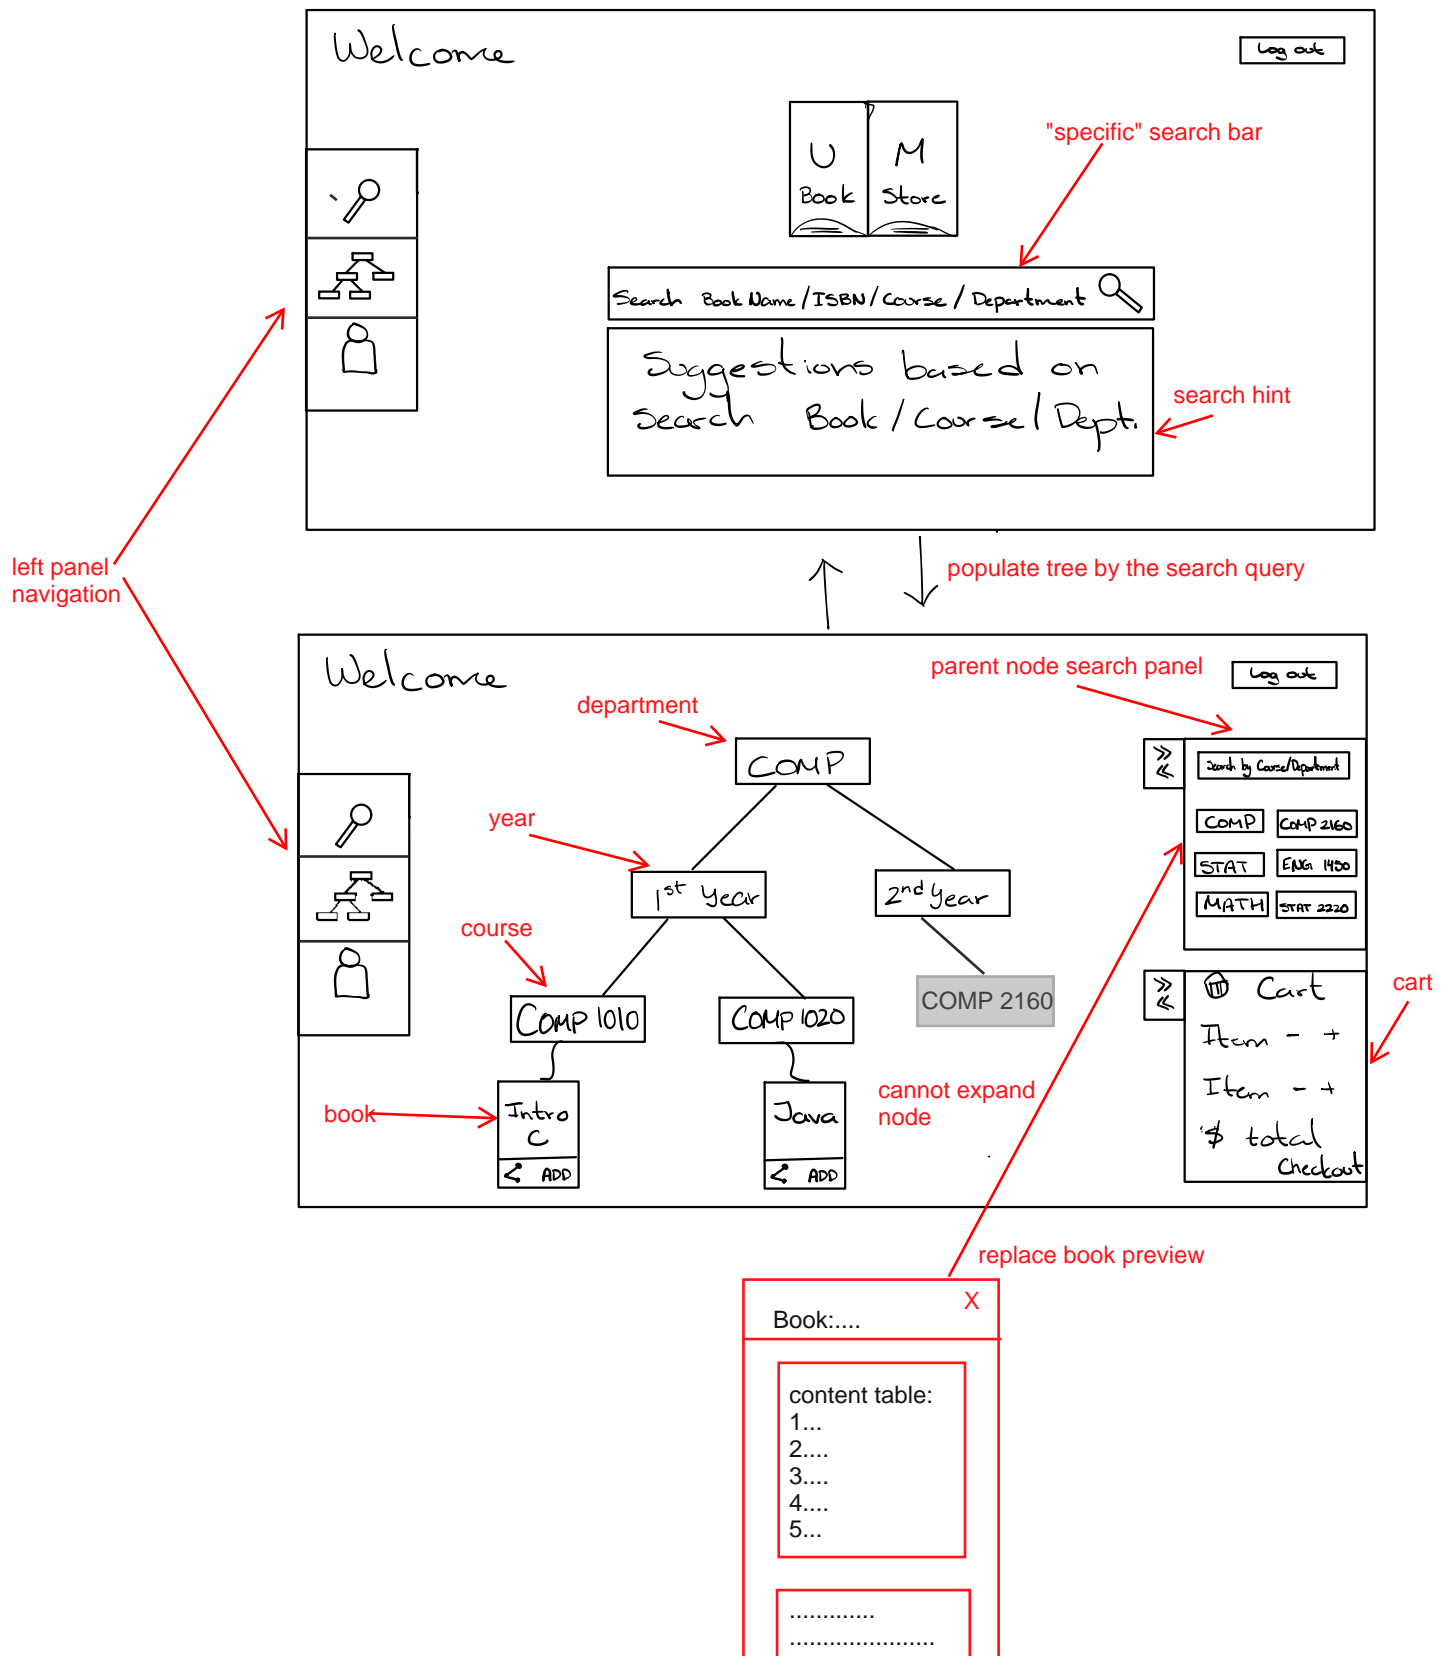 Welcome
Log out
"specific" search bar
U M
Book Store
Search Book Name/ISBN/Course/Department
Suggestions based on
search Book/Course/Dept.
search hint
left panel
navigation
populate tree by the search query
Welcome
parent node search panel
Log out
department
COMP
Search by Course/Department
year
COMP
COMP 2160
1st Year
2nd Year
STAT
ENG 1450
MATH
STAT 2220
course
COMP 1010
COMP 1020
COMP 2160
Cart
cart
Item - +
Item - +
$ total
Checkout
cannot expand
node
book
Intro
C
ADD
Java
ADD
replace book preview
X
Book:....
content table:
1...
2....
3....
4....
5...
.............
......................